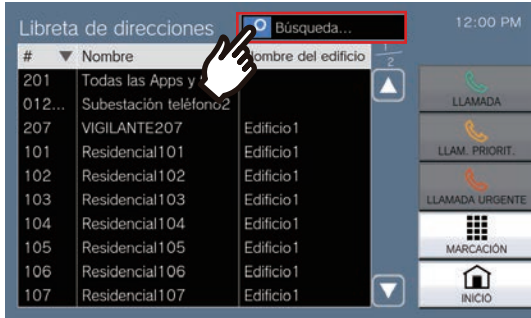 Libreta de direcciones
Búsqueda...
12:00 PM
# ▼ Nombre Nombre del edificio
1/2
201 Todas las Apps y
012... Subestación teléfono2
207 VIGILANTE207 Edificio1
101 Residencial101 Edificio1
102 Residencial102 Edificio1
103 Residencial103 Edificio1
104 Residencial104 Edificio1
105 Residencial105 Edificio1
106 Residencial106 Edificio1
107 Residencial107 Edificio1
LLAMADA
LLAM. PRIORIT.
LLAMADA URGENTE
MARCACIÓN
INICIO